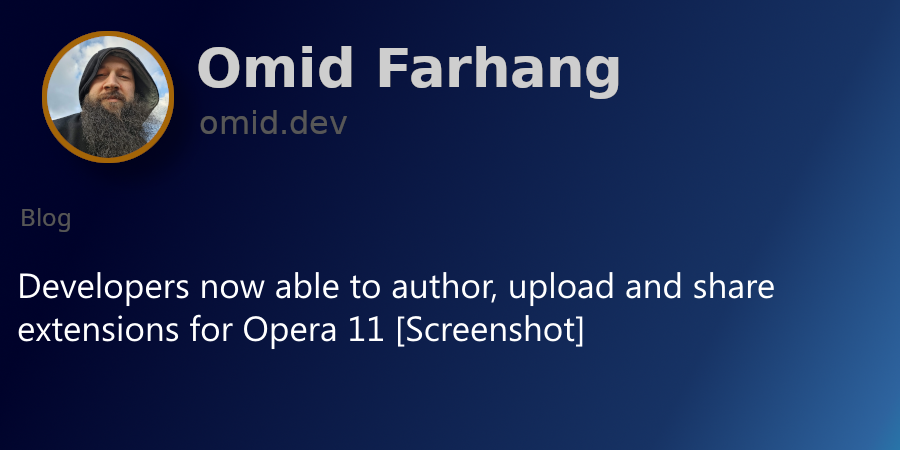 Omid Farhang
omid.dev
Blog
Developers now able to author, upload and share
extensions for Opera 11 [Screenshot]